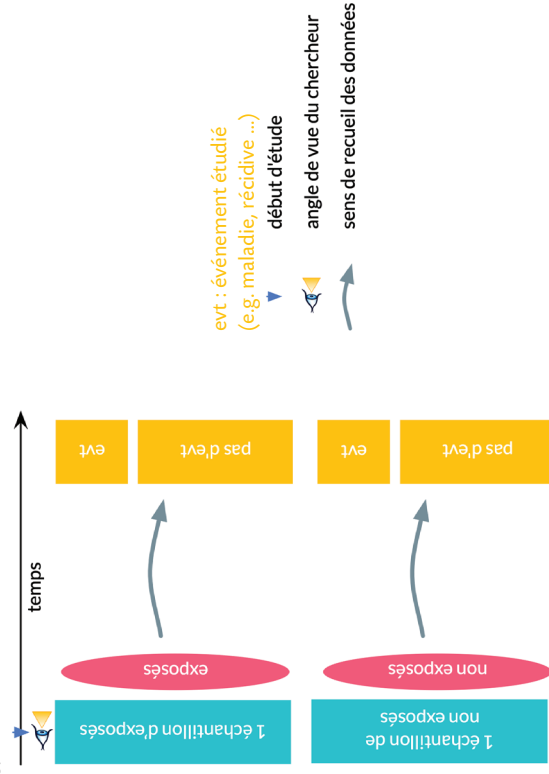 temps
1 échantillon d'exposés
exposés
evt
pas d'evt
1 échantillon de
non exposés
non exposés
evt
pas d'evt
evt : événement étudié
(e.g. maladie, récidive ...)
début d'étude
angle de vue du chercheur
sens de recueil des données